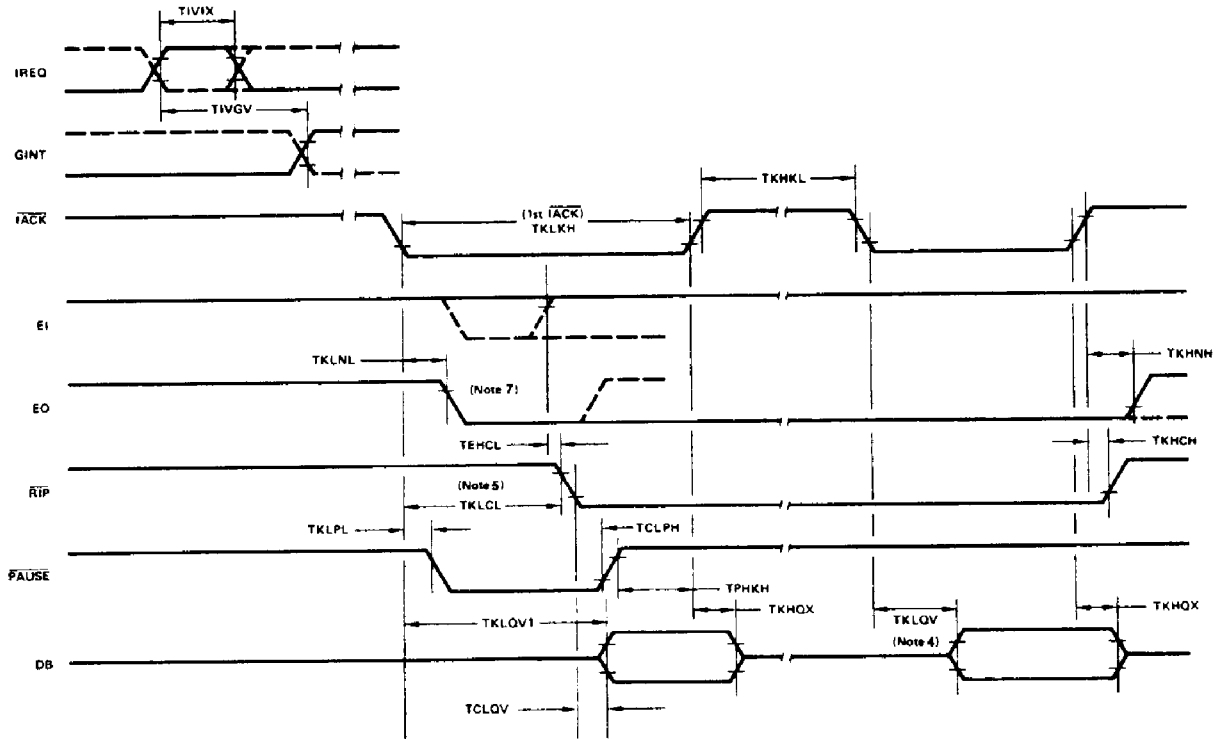 TIVIX
IREQ
TIVGV
GINT
TKHKL
(1st IACK)
IACK
TKLKH
EI
TKLNL
TKHNH
(Note 7)
EO
TEHCL
TKHCH
(Note 5)
RIP
TKLCL
TKLPL
TCLPH
PAUSE
TPHKH
TKHQX
TKLQV
TKHQX
TKLQV1
(Note 4)
DB
TCLQV